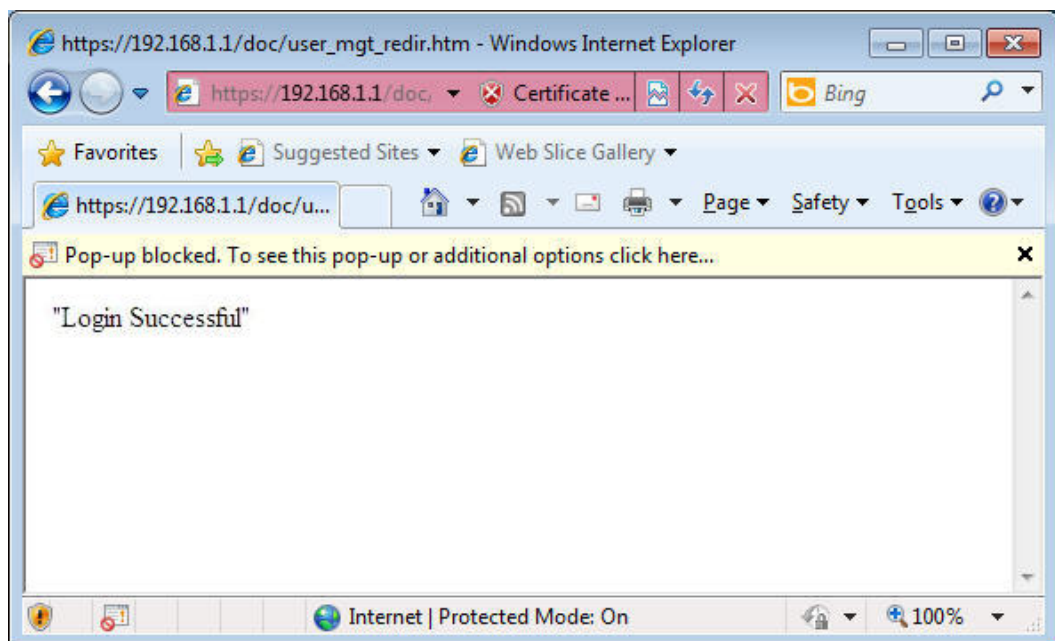 https://192.168.1.1/doc/user_mgt_redir.htm - Windows Internet Explorer
https://192.168.1.1/doc, Certificate ... Bing
Favorites Suggested Sites Web Slice Gallery
https://192.168.1.1/doc/u... Page Safety Tools
Pop-up blocked. To see this pop-up or additional options click here...
"Login Successful"
Internet | Protected Mode: On 100%